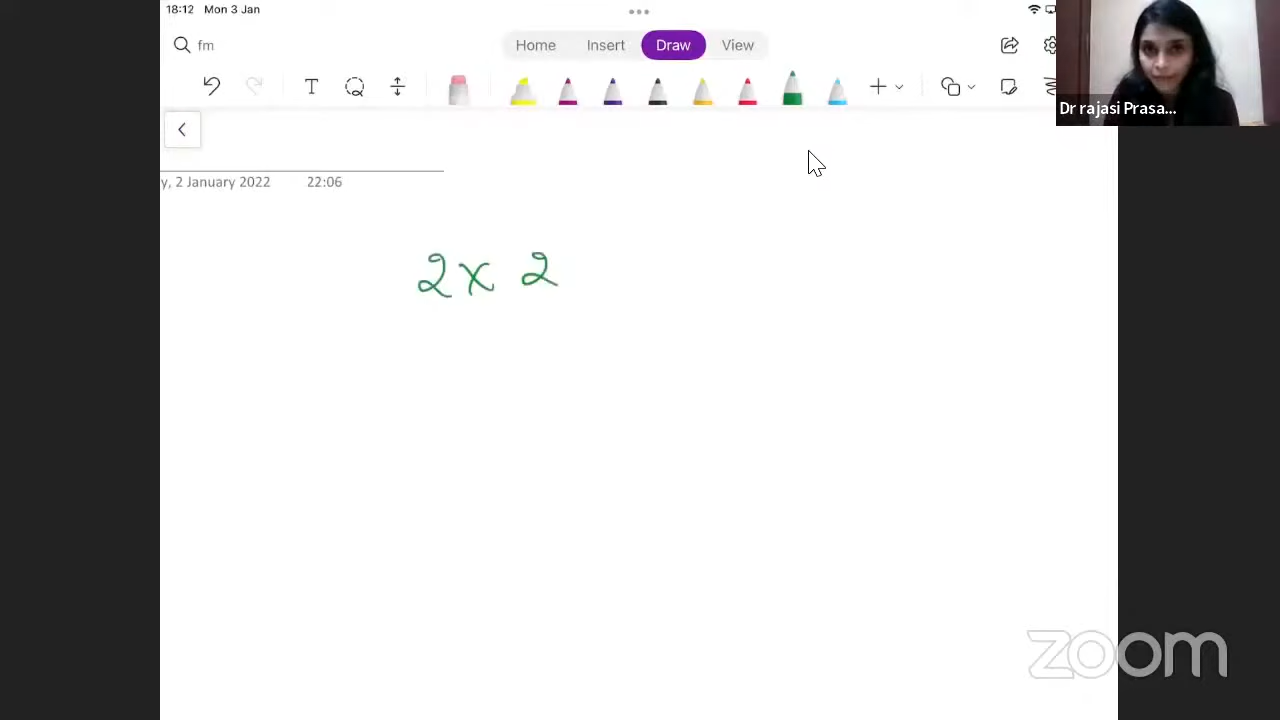 18:12 Mon 3 Jan
fm
Home Insert Draw View
Dr rajasi Prasa...
y, 2 January 2022 22:06
2 x 2
zoom